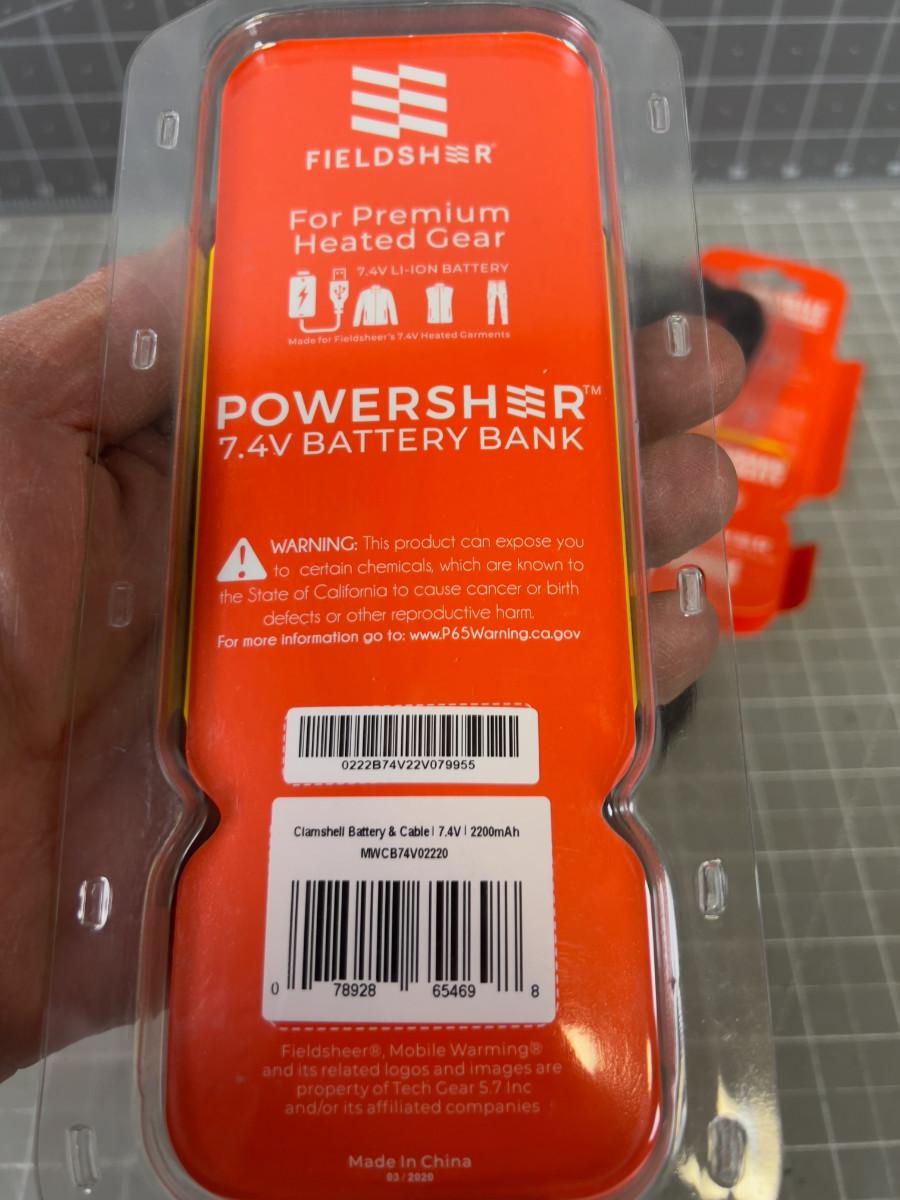 FIELDSHEER®
For Premium
Heated Gear
7.4V LI-ION BATTERY
Made for Fieldsheer's 7.4V Heated Garments
POWERSHEER™
7.4V BATTERY BANK
WARNING: This product can expose you
to certain chemicals, which are known to
the State of California to cause cancer or birth
defects or other reproductive harm.
For more information go to: www.P65Warning.ca.gov
0222B74V22V079955
Clamshell Battery & Cable | 7.4V | 2200mAh
MWCB74V02220
0 78928 65469 8
Fieldsheer®, Mobile Warming®
and its related logos and images are
property of Tech Gear 5.7 Inc
and/or its affiliated companies
Made In China
03 / 2020